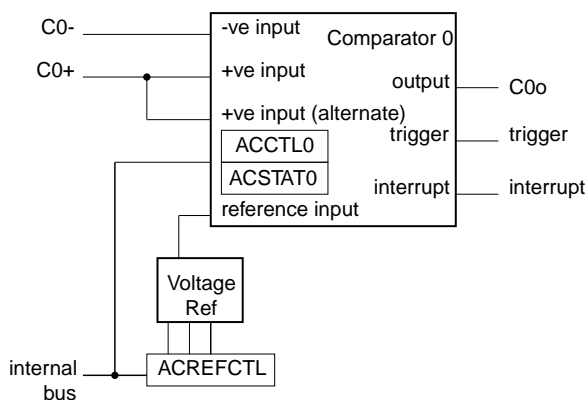 C0-
-ve input
Comparator 0
C0+
+ve input
output
C0o
+ve input (alternate)
trigger
trigger
ACCTL0
ACSTAT0
interrupt
interrupt
reference input
Voltage
Ref
internal
bus
ACREFCTL